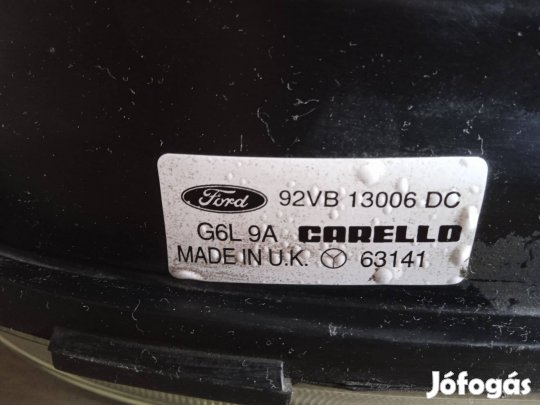 Ford 92VB 13006 DC
G6L 9A CARELLO
MADE IN U.K. 63141
Jófogás